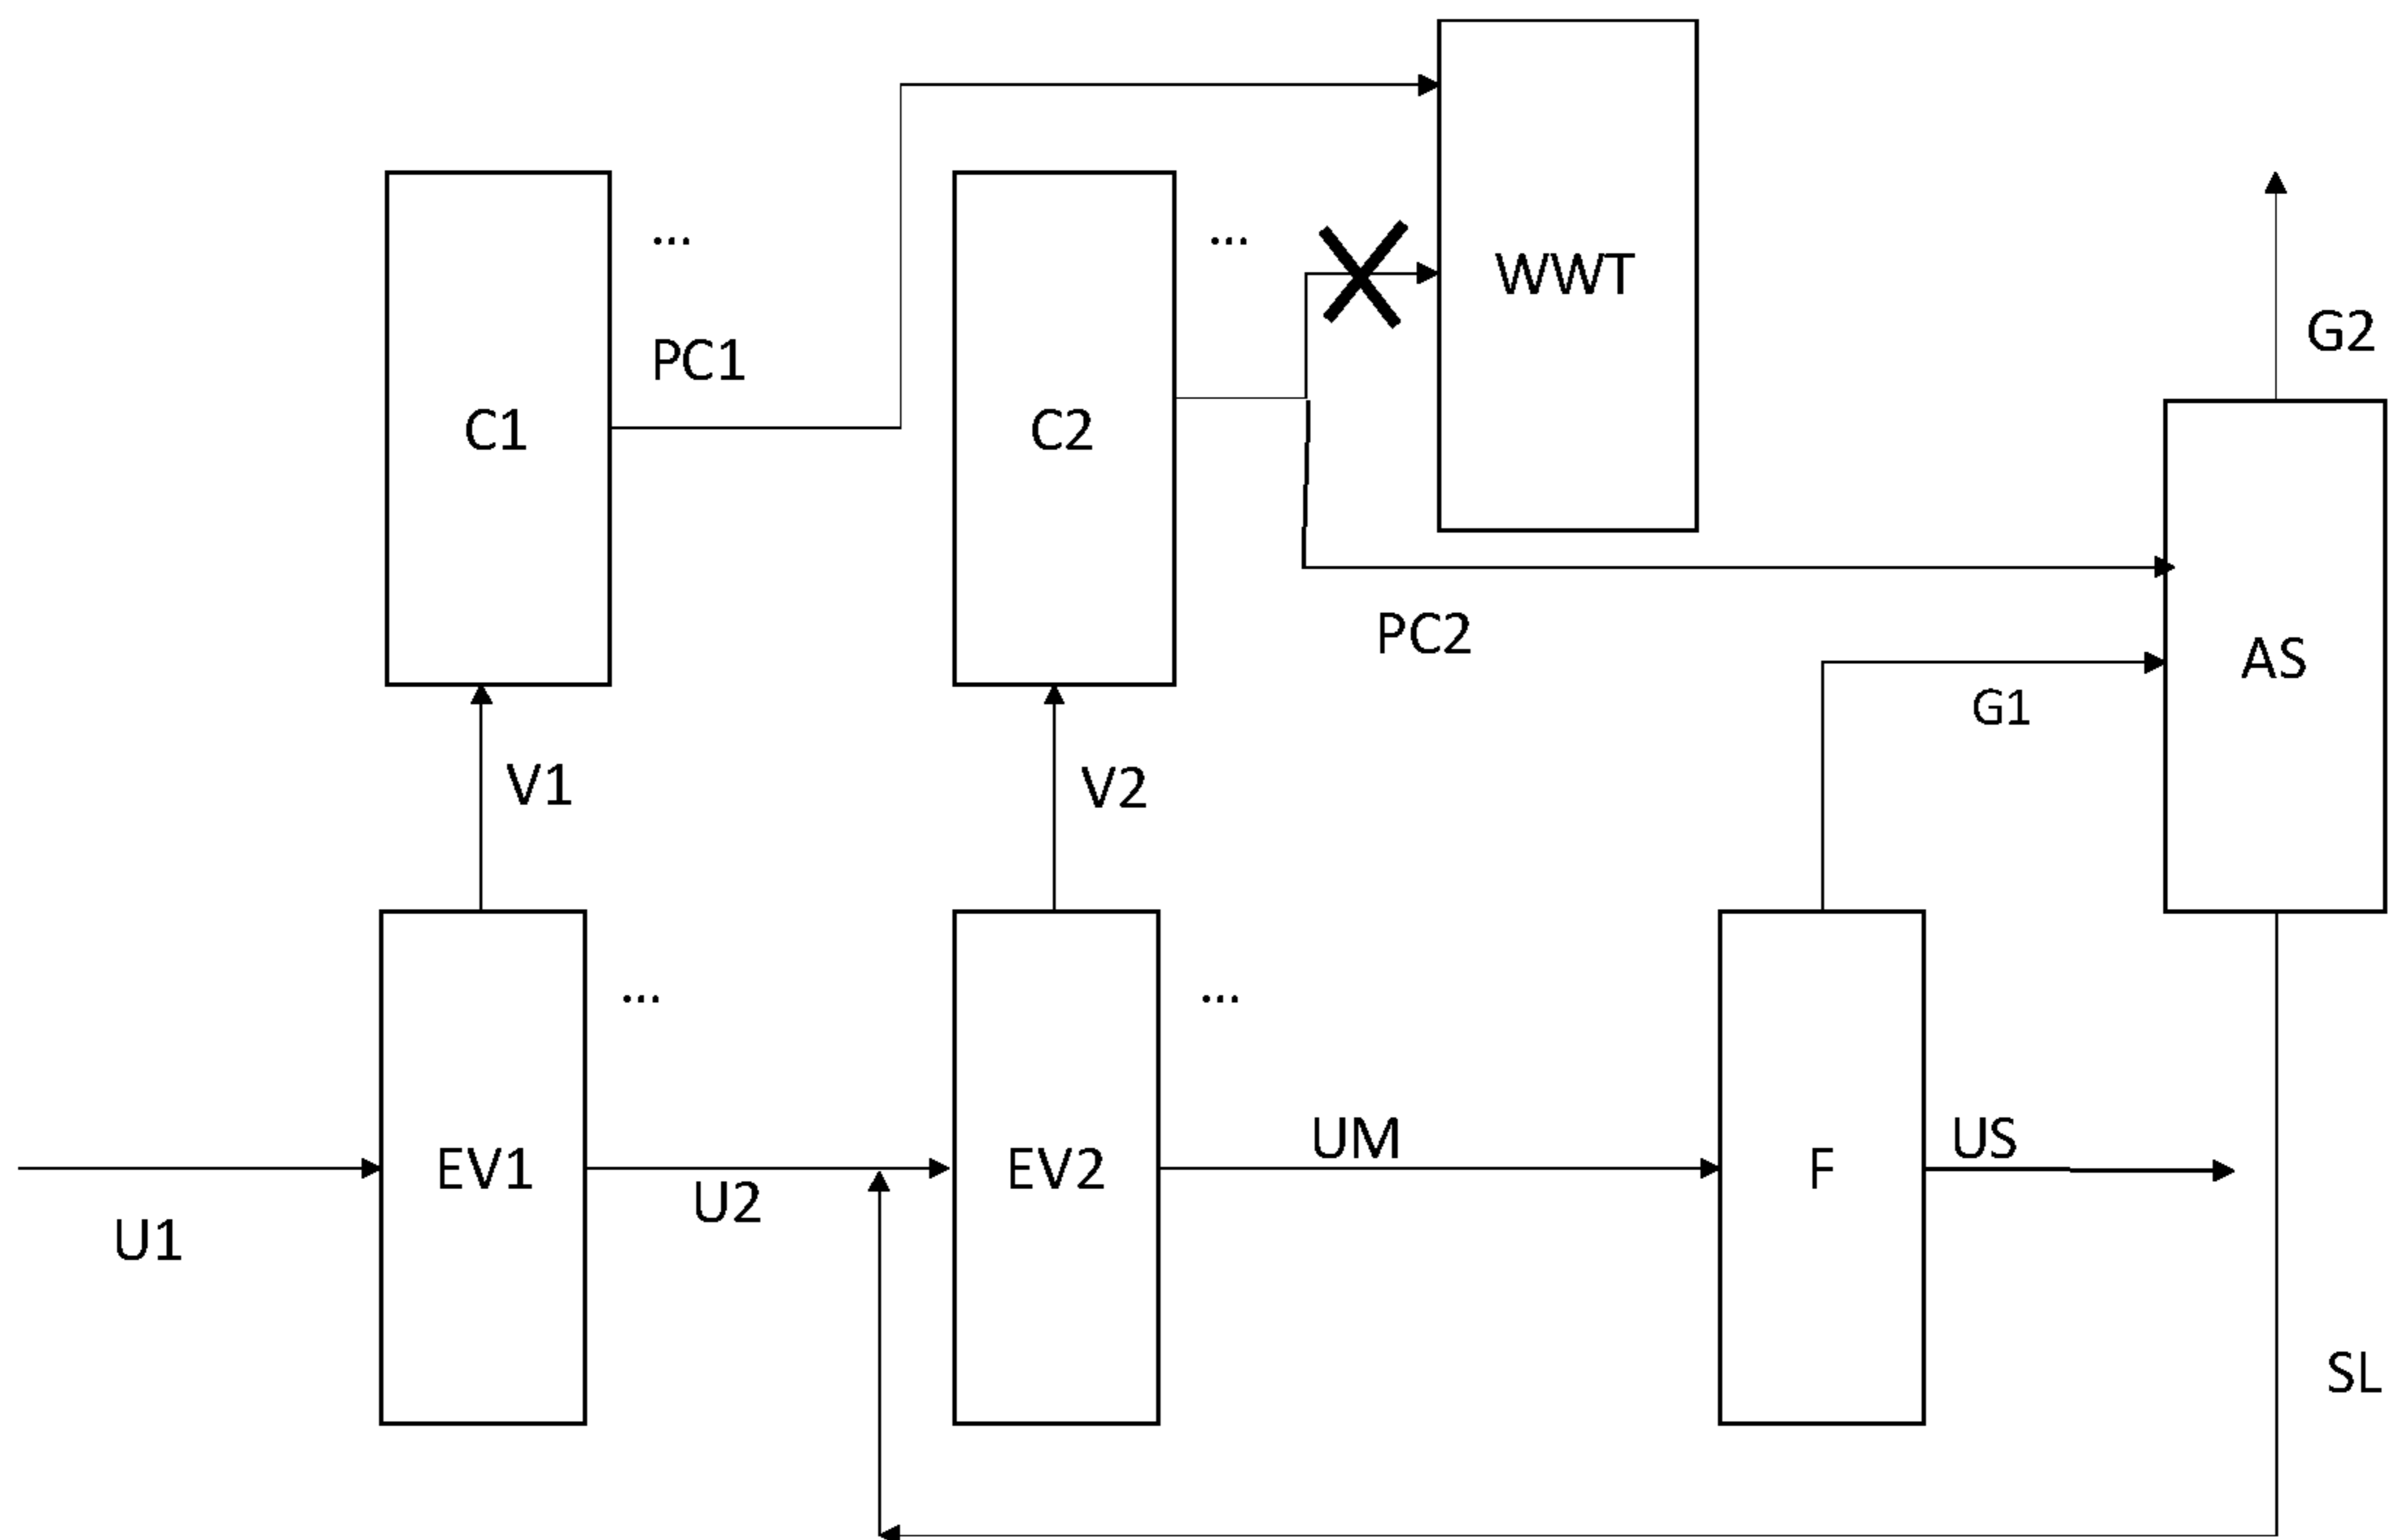 ...
...
WWT
G2
PC1
C1
C2
PC2
AS
G1
V1
V2
...
...
UM
US
EV1
EV2
F
U2
U1
SL